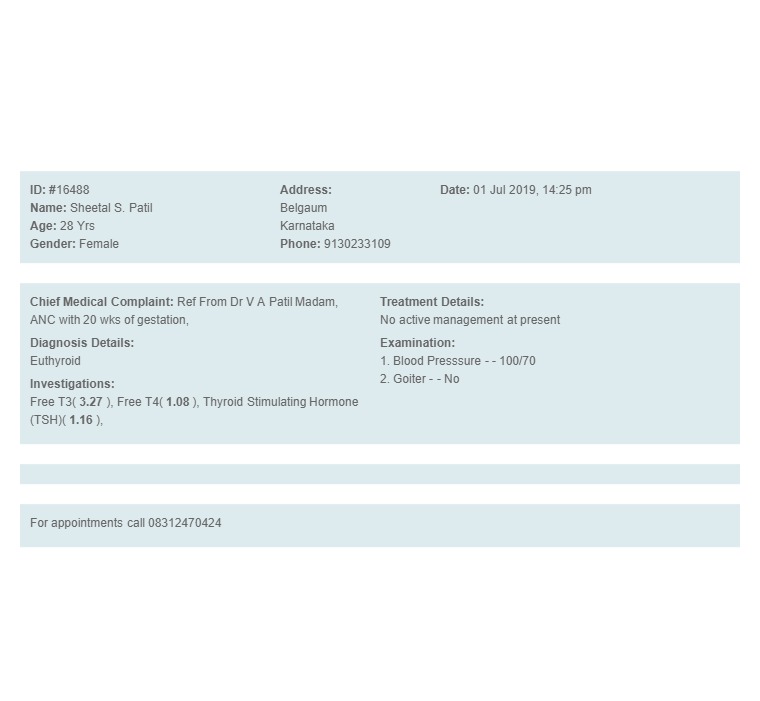 ID: #16488
Name: Sheetal S. Patil
Age: 28 Yrs
Gender: Female
Address:
Belgaum
Karnataka
Phone: 9130233109
Date: 01 Jul 2019, 14:25 pm
Chief Medical Complaint: Ref From Dr V A Patil Madam,
ANC with 20 wks of gestation,
Diagnosis Details:
Euthyroid
Investigations:
Free T3( 3.27 ), Free T4( 1.08 ), Thyroid Stimulating Hormone
(TSH)( 1.16 ),
Treatment Details:
No active management at present
Examination:
1. Blood Presssure - - 100/70
2. Goiter - - No
For appointments call 08312470424